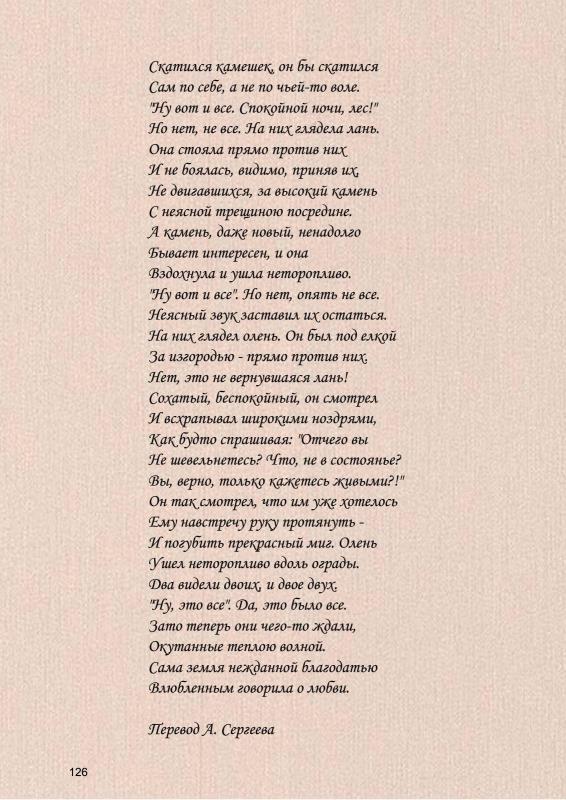 Скатился камешек, он бы скатился
Сам по себе, а не по чьей-то воле.
"Ну вот и все. Спокойной ночи, лес!"
Но нет, не все. На них глядела лань.
Она стояла прямо против них
И не боялась, видимо, приняв их,
Не двигавшихся, за высокий камень
С неясной трещиною посредине.
А камень, даже новый, ненадолго
Бывает интересен, и она
Вздохнула и ушла неторопливо.
"Ну вот и все". Но нет, опять не все.
Неясный звук заставил их остаться.
На них глядел олень. Он был под елкой
За изгородью - прямо против них.
Нет, это не вернувшаяся лань!
Сохатый, беспокойный, он смотрел
И всхрапывал широкими ноздрями,
Как будто спрашивая: "Отчего вы
Не шевельнетесь? Что, не в состоянье?
Вы, верно, только кажетесь живыми?!"
Он так смотрел, что им уже хотелось
Ему навстречу руку протянуть -
И погубить прекрасный миг. Олень
Ушел неторопливо вдоль ограды.
Два видели двоих, и двое двух.
"Ну, это все". Да, это было все.
Зато теперь они чего-то ждали,
Окутанные теплою волной.
Сама земля нежданной благодатью
Влюбленным говорила о любви.
Перевод А. Сергеева
126